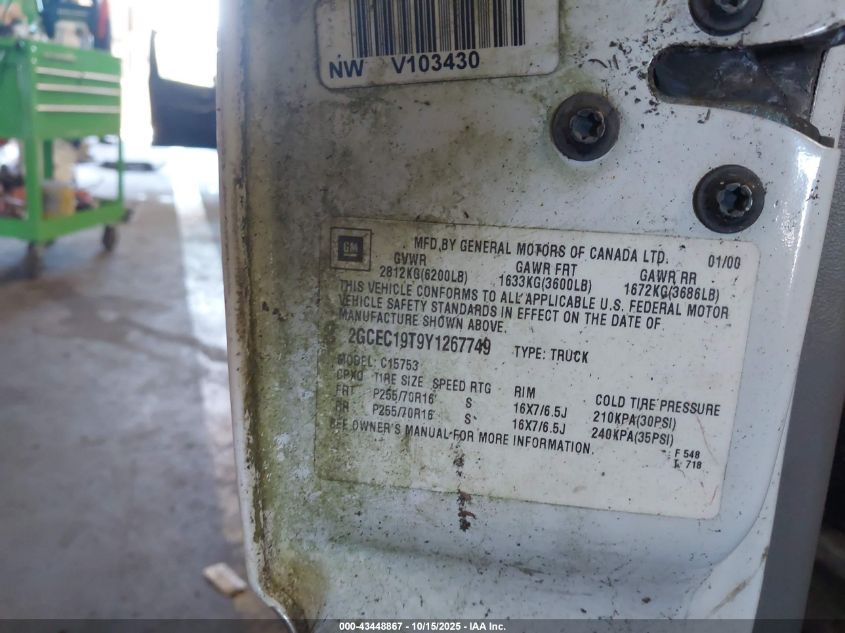 NW V103430
GM
MFD. BY GENERAL MOTORS OF CANADA LTD. 01/00
GVWR GAWR FRT GAWR RR
2812KG(6200LB) 1633KG(3600LB) 1672KG(3686LB)
THIS VEHICLE CONFORMS TO ALL APPLICABLE U.S. FEDERAL MOTOR
VEHICLE SAFETY STANDARDS IN EFFECT ON THE DATE OF
MANUFACTURE SHOWN ABOVE.
2GCEC19T9Y1267749 TYPE: TRUCK
MODEL: C15753
TIRE SIZE SPEED RTG RIM COLD TIRE PRESSURE
FRT P255/70R16 S 16X7/6.5J 210KPA(30PSI)
RR P255/70R16 S 16X7/6.5J 240KPA(35PSI)
SEE OWNER'S MANUAL FOR MORE INFORMATION.
F 548
T 718
000-43448867 - 10/15/2025 - IAA Inc.